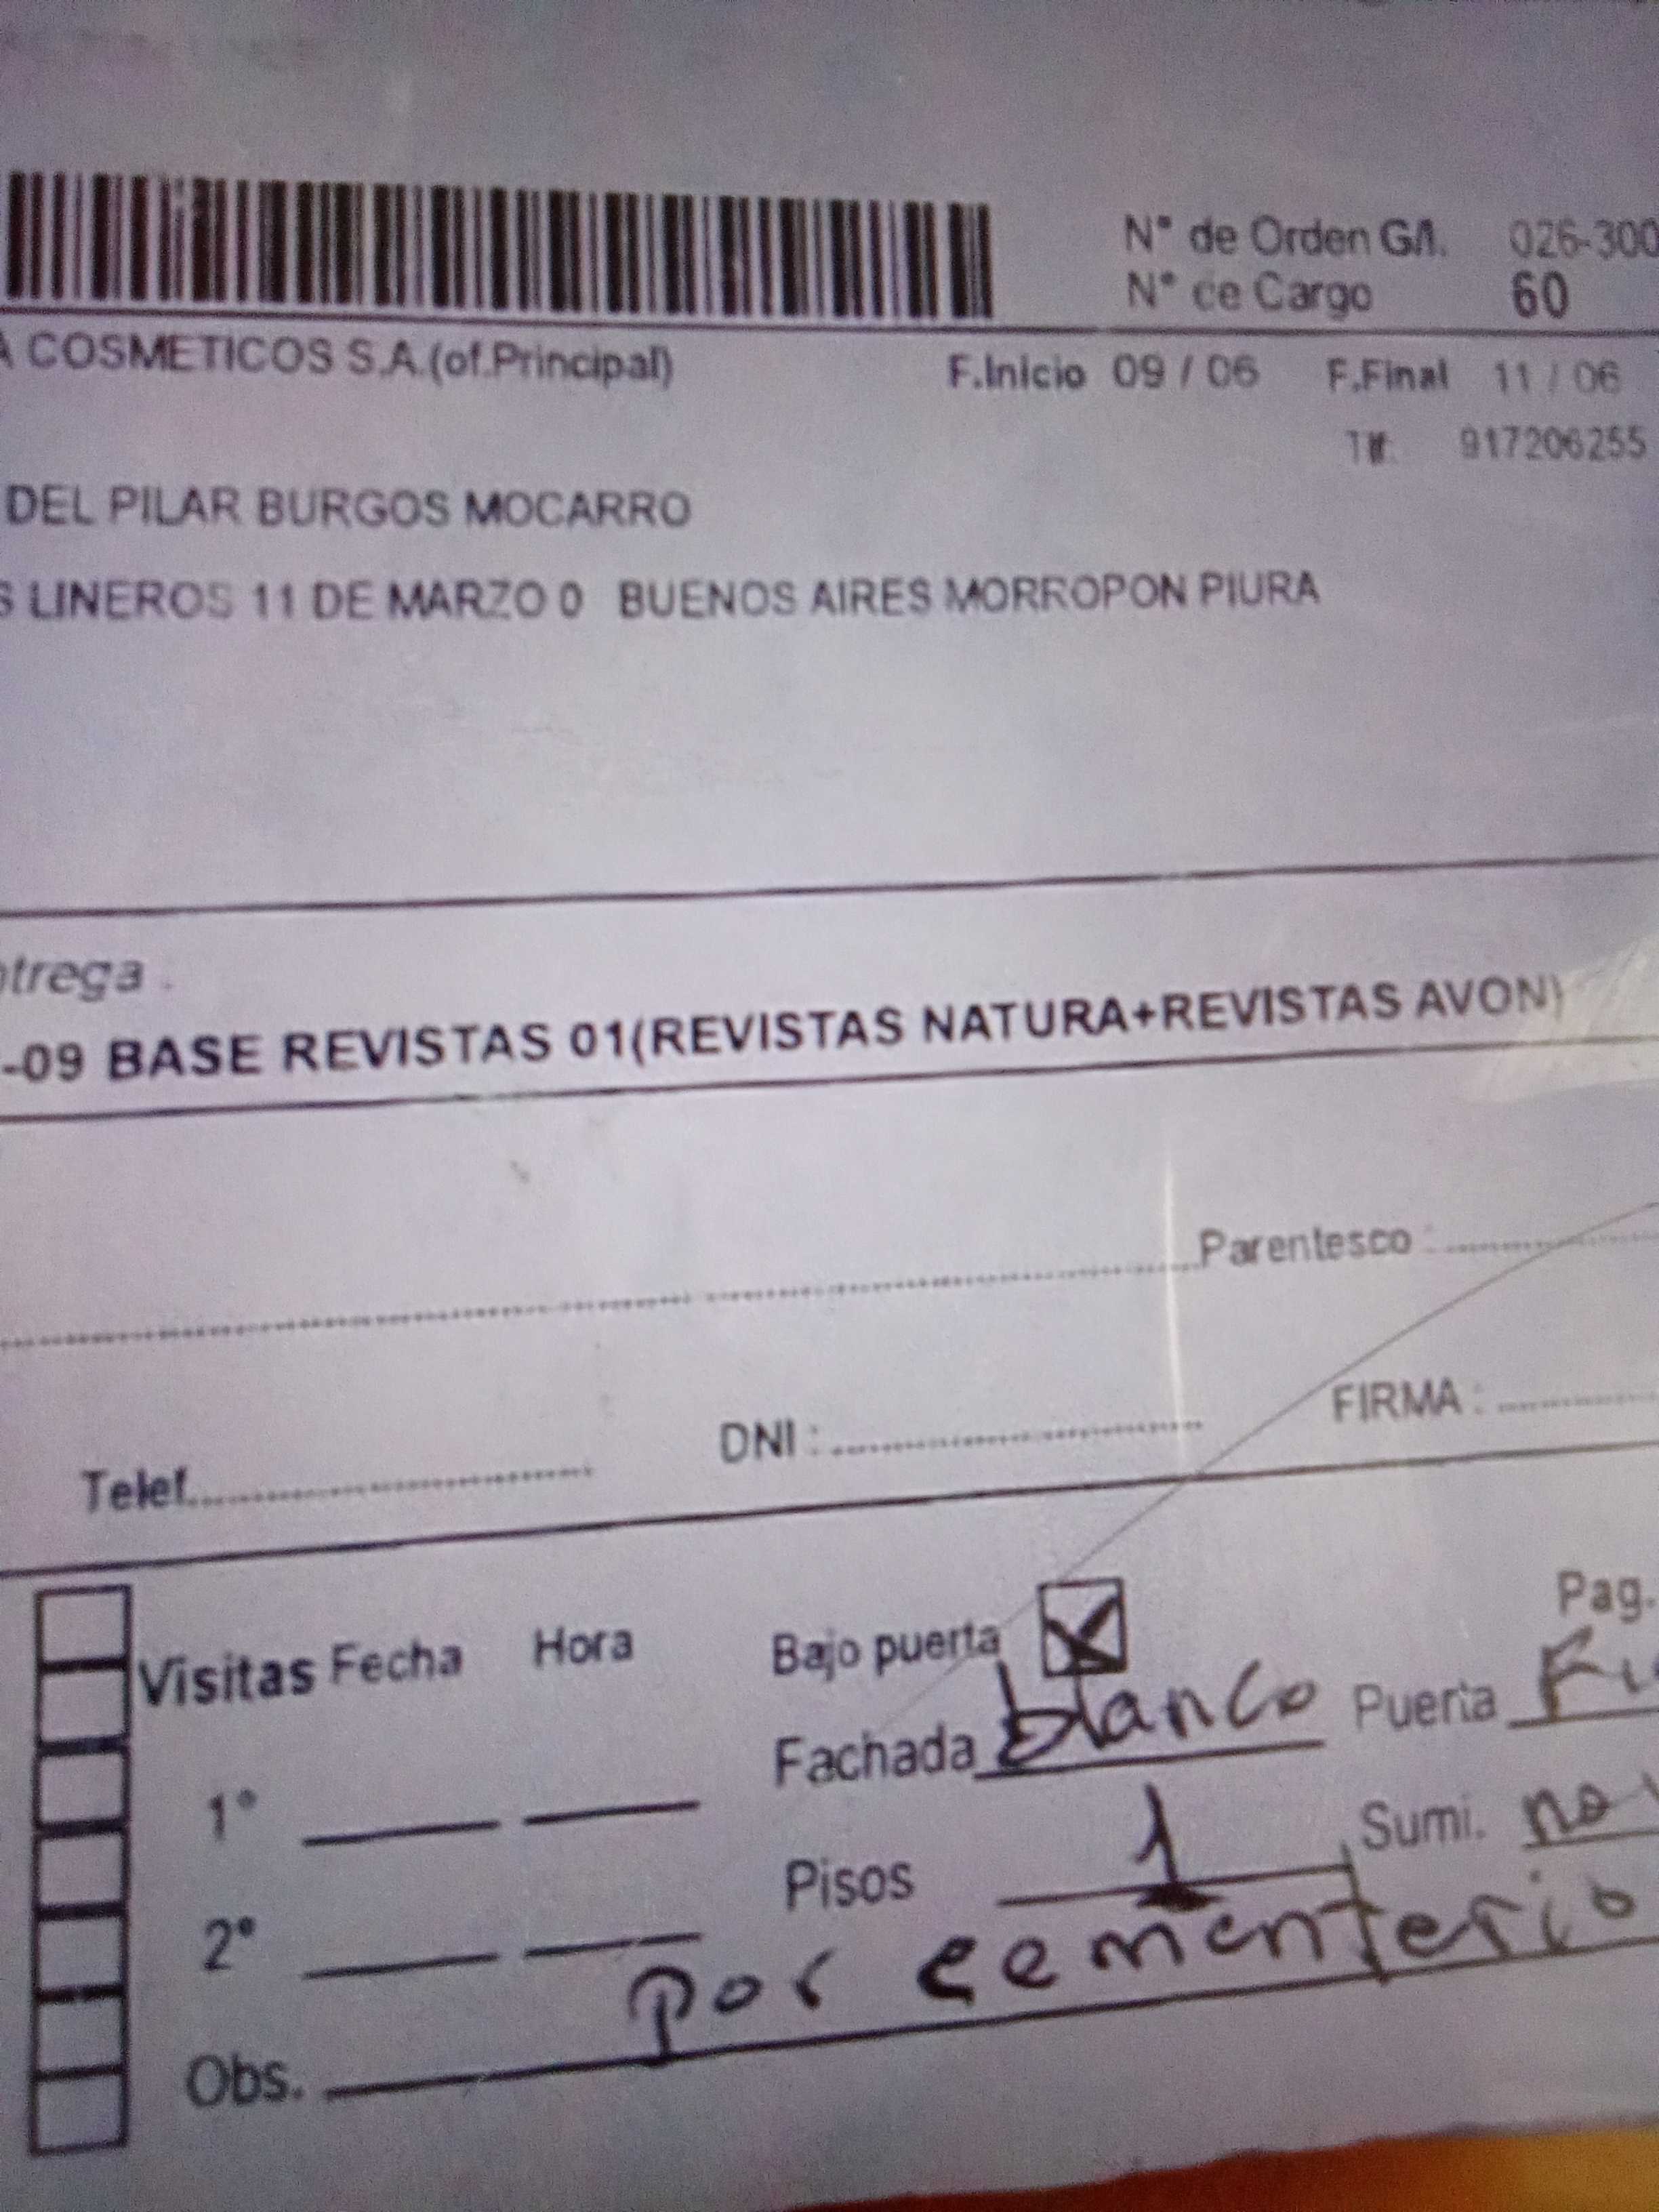 N° de Orden G/I. 026-300
N° de Cargo 60
A COSMETICOS S.A.(of.Principal) F.Inicio 09 / 06 F.Final 11 / 06
Tlf: 917206255
DEL PILAR BURGOS MOCARRO
S LINEROS 11 DE MARZO 0 BUENOS AIRES MORROPON PIURA
trega
-09 BASE REVISTAS 01(REVISTAS NATURA+REVISTAS AVON)
Parentesco :
Telef. DNI : FIRMA :
Pag.
Visitas Fecha Hora Bajo puerta
Fachada blanco Puerta
1°
Pisos 1 Sumi. no
2°
Obs. por cementerio